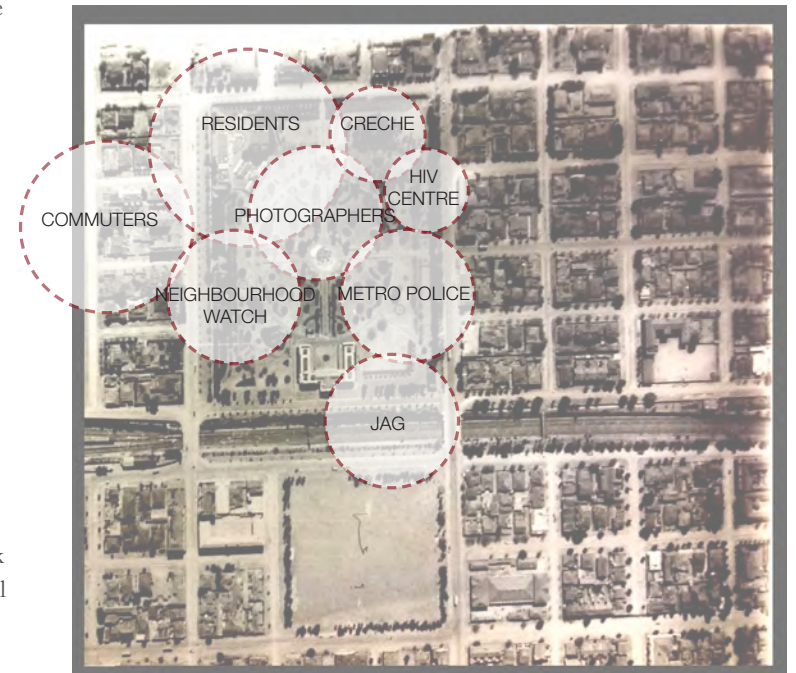 RESIDENTS
CRECHE
HIV
CENTRE
COMMUTERS
PHOTOGRAPHERS
NEIGHBOURHOOD
WATCH
METRO POLICE
JAG